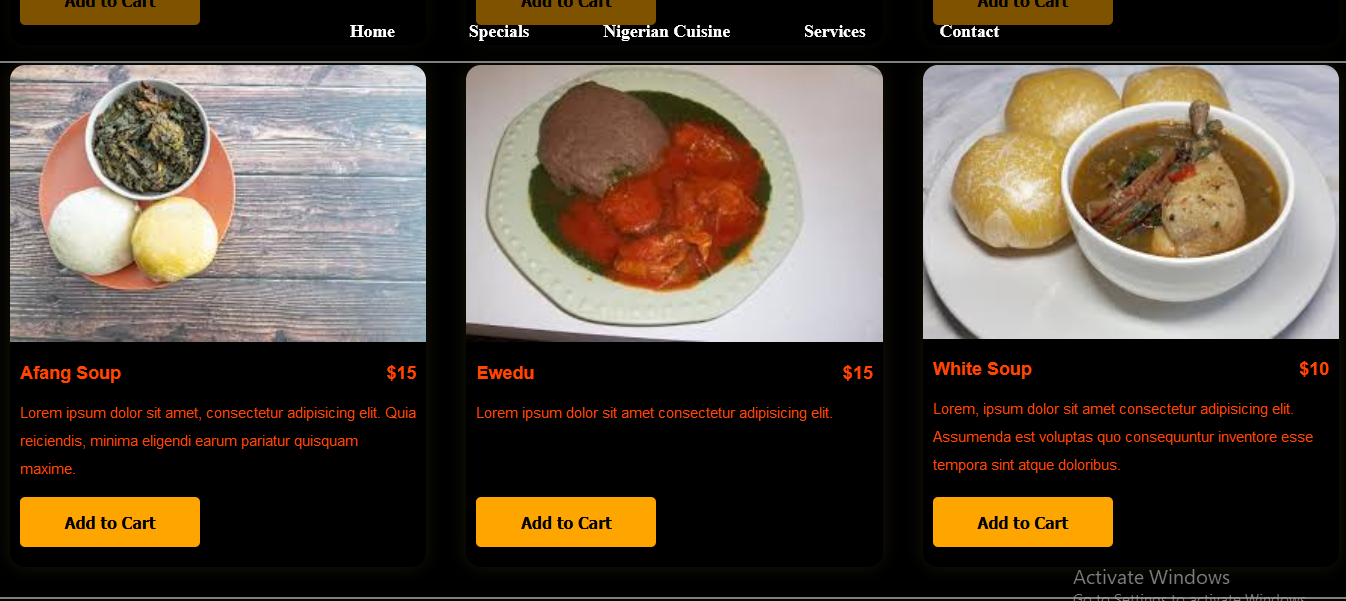 Add to Cart
Add to Cart
Add to Cart
Home Specials Nigerian Cuisine Services Contact
Afang Soup $15
Lorem ipsum dolor sit amet, consectetur adipisicing elit. Quia
reiciendis, minima eligendi earum pariatur quisquam
maxime.
Add to Cart
Ewedu $15
Lorem ipsum dolor sit amet consectetur adipisicing elit.
Add to Cart
White Soup $10
Lorem, ipsum dolor sit amet consectetur adipisicing elit.
Assumenda est voluptas quo consequuntur inventore esse
tempora sint atque doloribus.
Add to Cart
Activate Windows
Go to Settings to activate Windows.